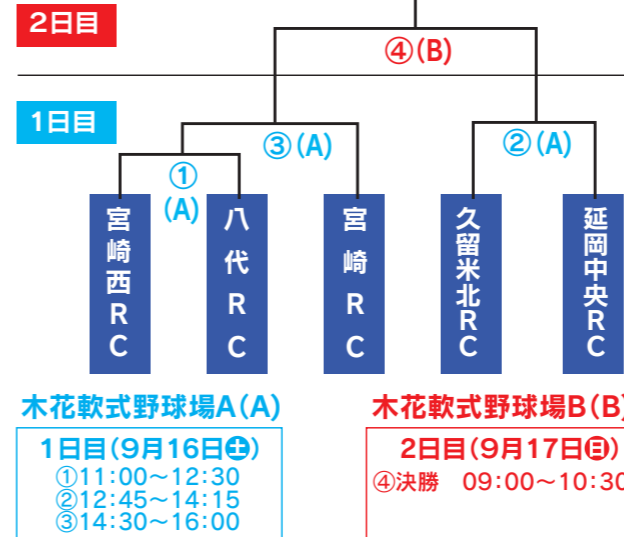 2日目
④(B)
1日目
③(A)
②(A)
①
(A)
宮崎西RC
八代RC
宮崎RC
久留米北RC
延岡中央RC
木花軟式野球場A(A)
木花軟式野球場B(B)
1日目(9月16日土)
①11:00〜12:30
②12:45〜14:15
③14:30〜16:00
2日目(9月17日日)
④決勝 09:00〜10:30